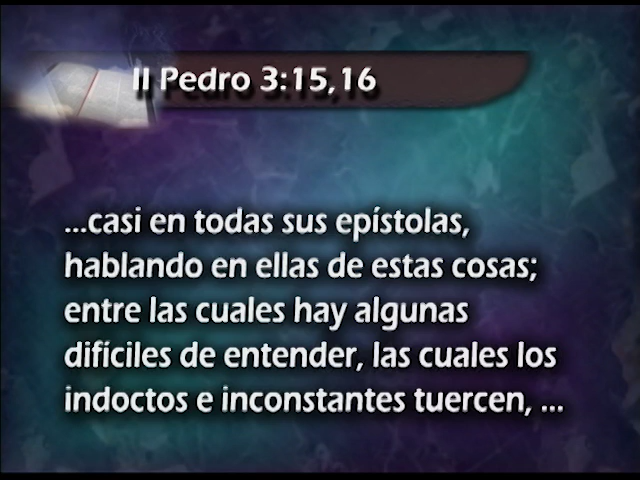 II Pedro 3:15,16
...casi en todas sus epístolas,
hablando en ellas de estas cosas;
entre las cuales hay algunas
difíciles de entender, las cuales los
indoctos e inconstantes tuercen, ...